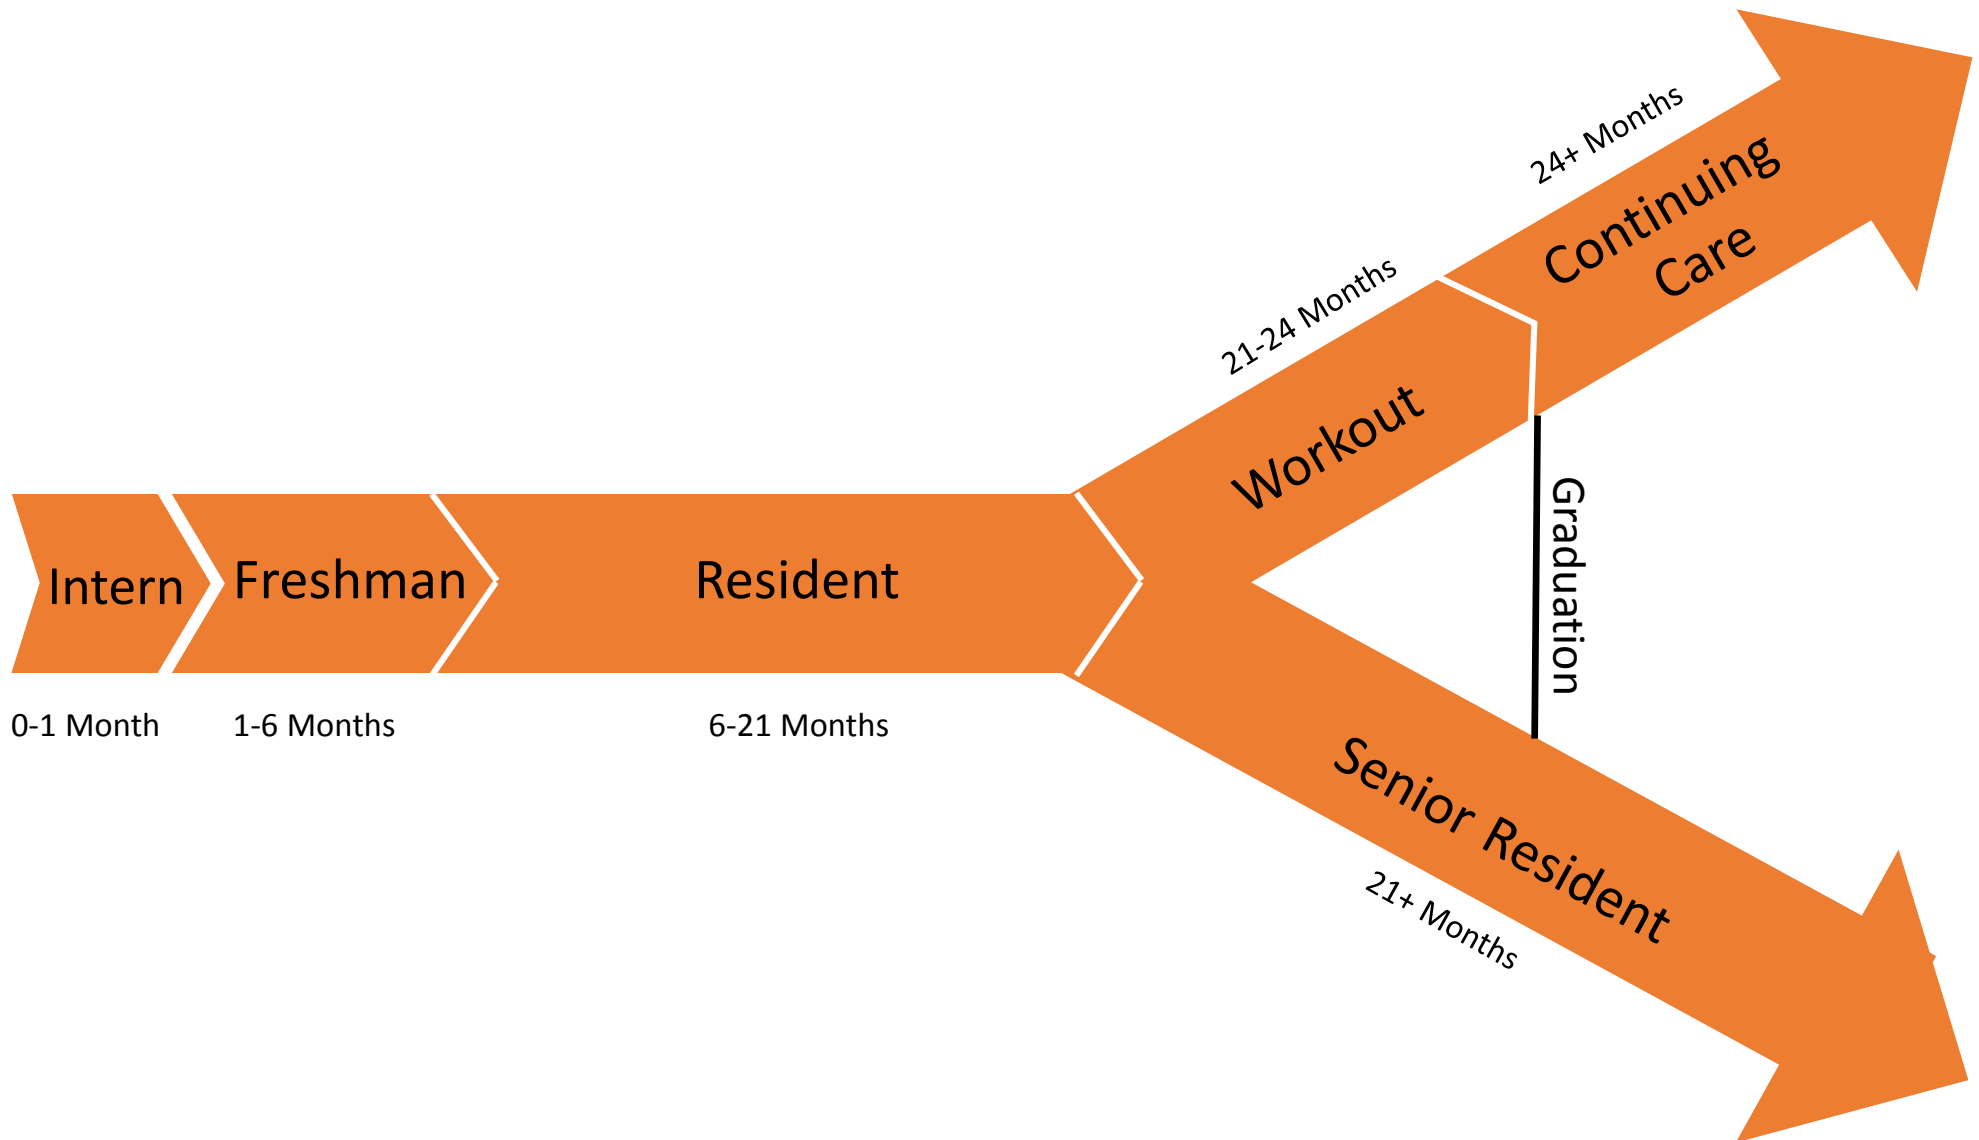 Intern
Freshman
Resident
0-1 Month
1-6 Months
6-21 Months
Workout
21-24 Months
Continuing
Care
24+ Months
Graduation
Senior Resident
21+ Months